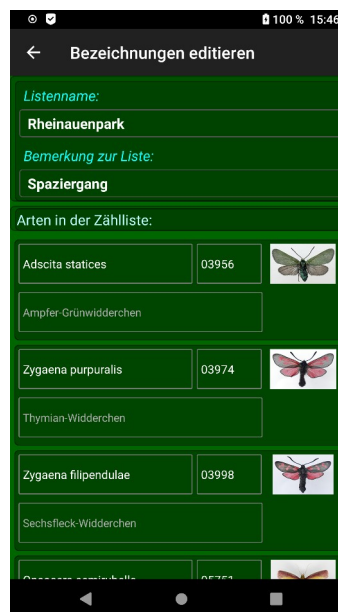 100 % 15:46
Bezeichnungen editieren
Listenname:
Rheinauenpark
Bemerkung zur Liste:
Spaziergang
Arten in der Zählliste:
Adscita statices 03956
Ampfer-Grünwidderchen
Zygaena purpuralis 03974
Thymian-Widderchen
Zygaena filipendulae 03998
Sechsfleck-Widderchen